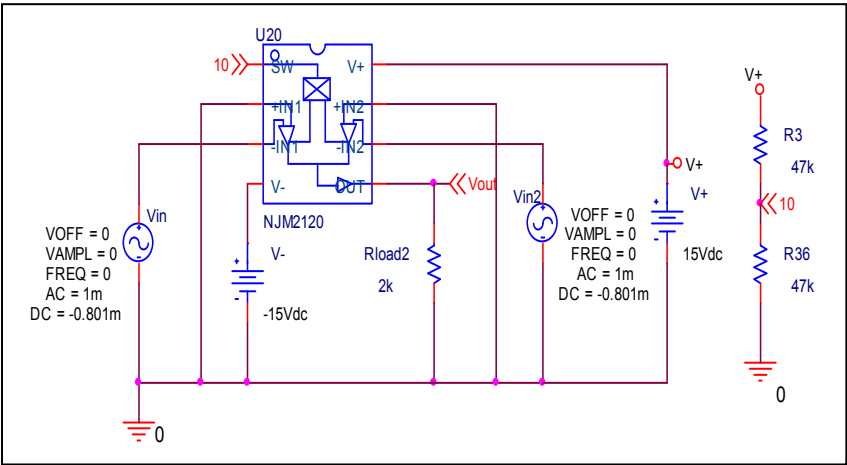 U20
10
SW
V+
+IN1
+IN2
-IN1
-IN2
V-
OUT
NJM2120
Vout
Vin
VOFF = 0
VAMPL = 0
FREQ = 0
AC = 1m
DC = -0.801m
V-
-15Vdc
Rload2
2k
Vin2
VOFF = 0
VAMPL = 0
FREQ = 0
AC = 1m
DC = -0.801m
V+
V+
15Vdc
V+
R3
47k
10
R36
47k
0
0